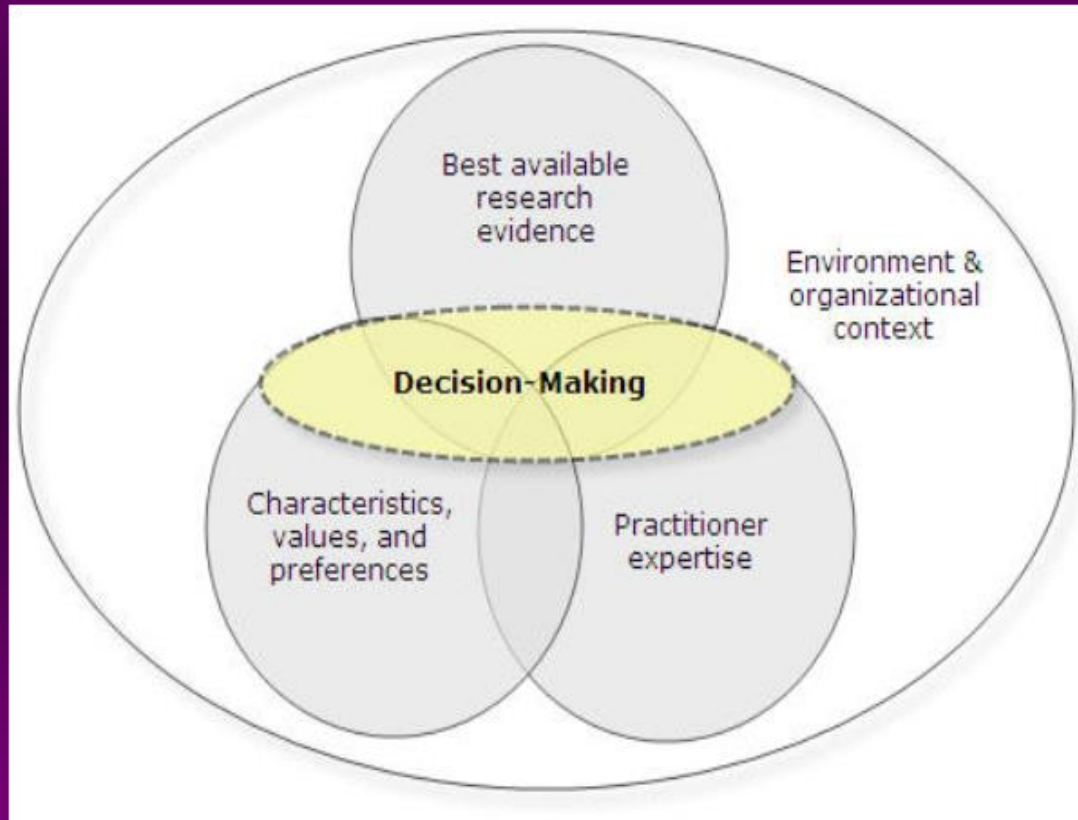 Best available
research
evidence
Environment &
organizational
context
Decision-Making
Characteristics,
values, and
preferences
Practitioner
expertise